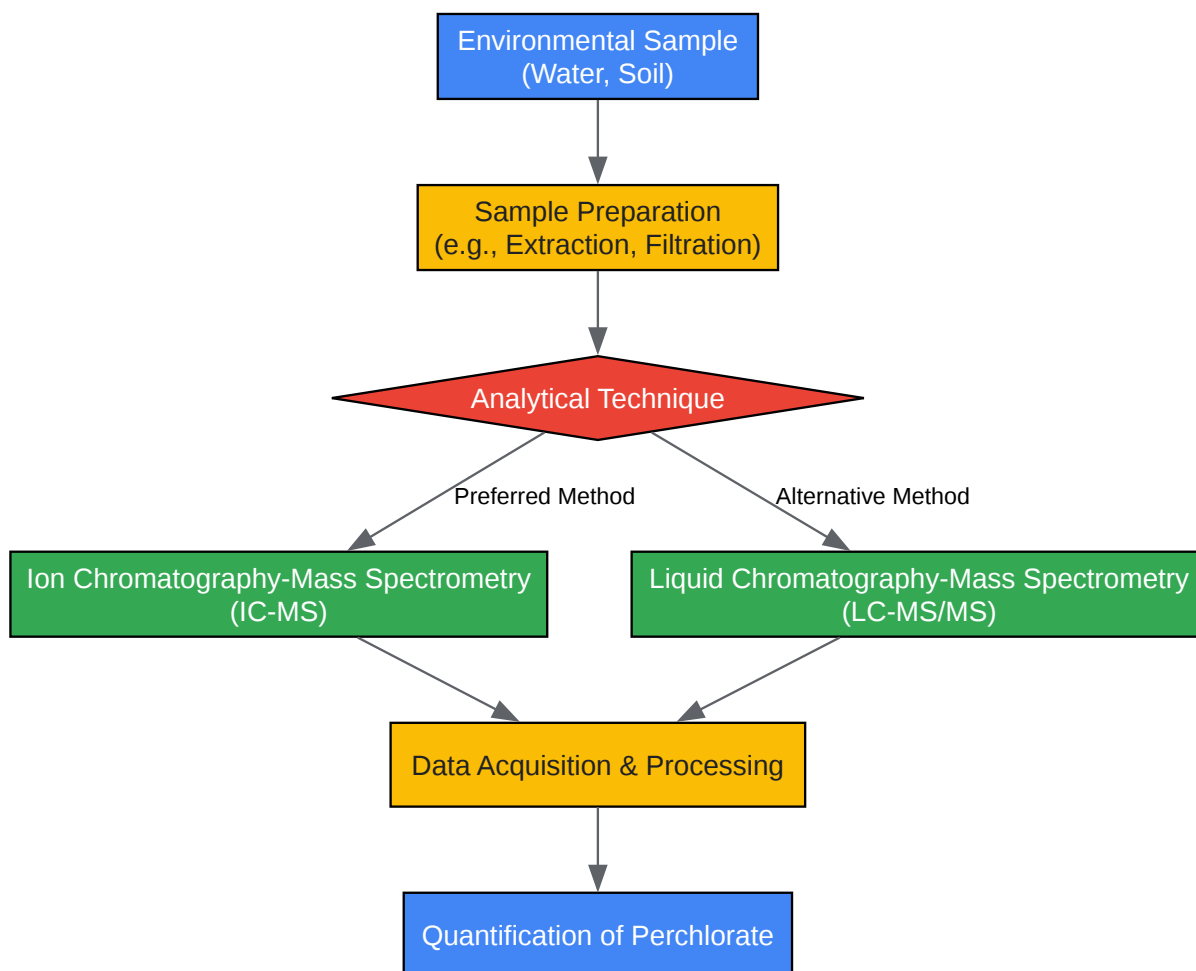 Environmental Sample
(Water, Soil)
Sample Preparation
(e.g., Extraction, Filtration)
Analytical Technique
Preferred Method
Alternative Method
Ion Chromatography-Mass Spectrometry
(IC-MS)
Liquid Chromatography-Mass Spectrometry
(LC-MS/MS)
Data Acquisition & Processing
Quantification of Perchlorate